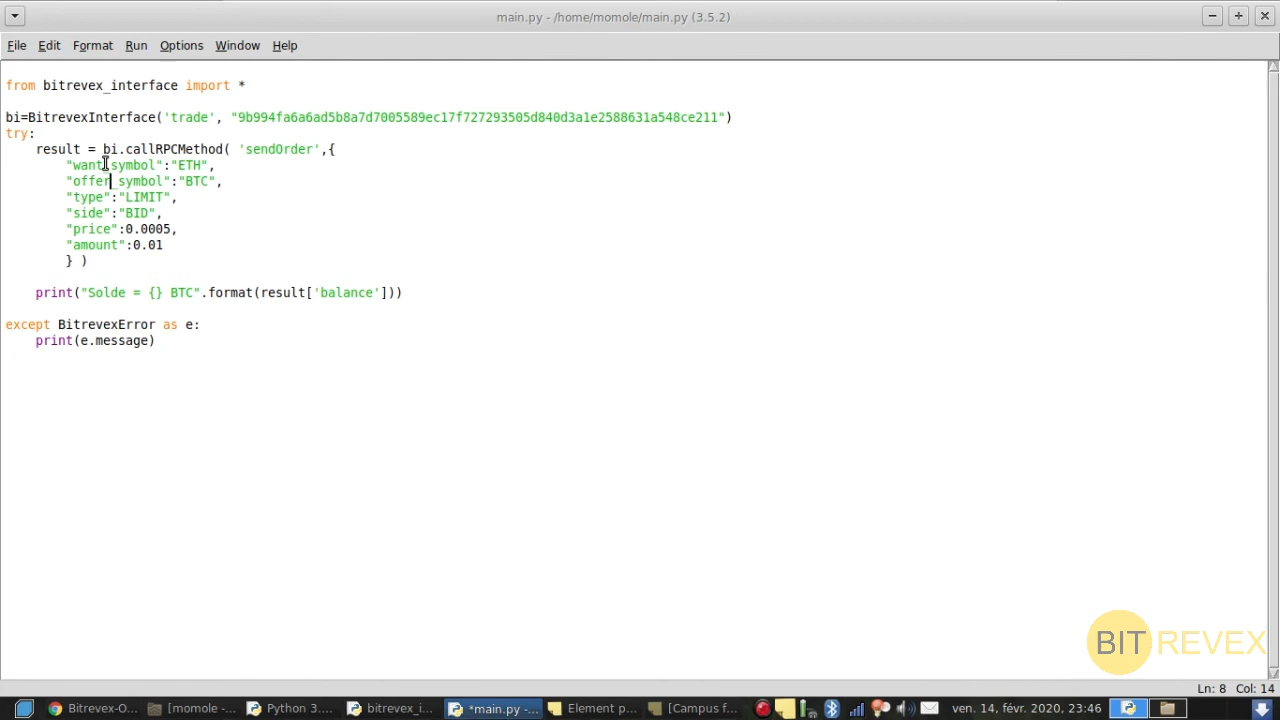 main.py - /home/momole/main.py (3.5.2)
File Edit Format Run Options Window Help
from bitrevex_interface import *
bi=BitrevexInterface('trade', "9b994fa6a6ad5b8a7d7005589ec17f727293505d840d3a1e2588631a548ce211")
try:
    result = bi.callRPCMethod( 'sendOrder',{
        "want_symbol":"ETH",
        "offer_symbol":"BTC",
        "type":"LIMIT",
        "side":"BID",
        "price":0.0005,
        "amount":0.01
        } )
    print("Solde = {} BTC".format(result['balance']))
except BitrevexError as e:
    print(e.message)
BITREVEX
Ln: 8 Col: 14
Bitrevex-O... [momole -... Python 3.... bitrevex_i... *main.py -... Element p... [Campus f... ven. 14, févr. 2020, 23:46